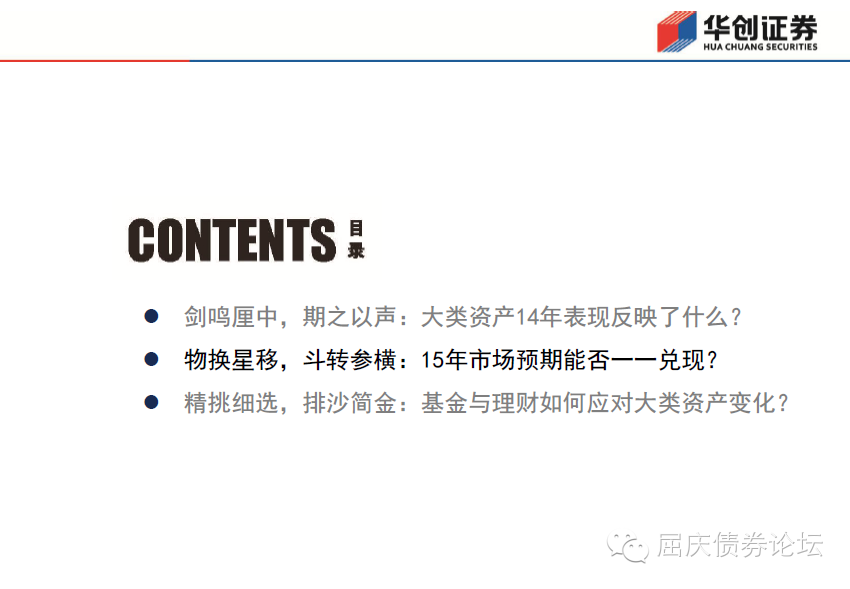 华创证券
HUA CHUANG SECURITIES
CONTENTS 目录
剑鸣匣中，期之以声：大类资产14年表现反映了什么？
物换星移，斗转参横：15年市场预期能否一一兑现？
精挑细选，排沙简金：基金与理财如何应对大类资产变化？
屈庆债券论坛